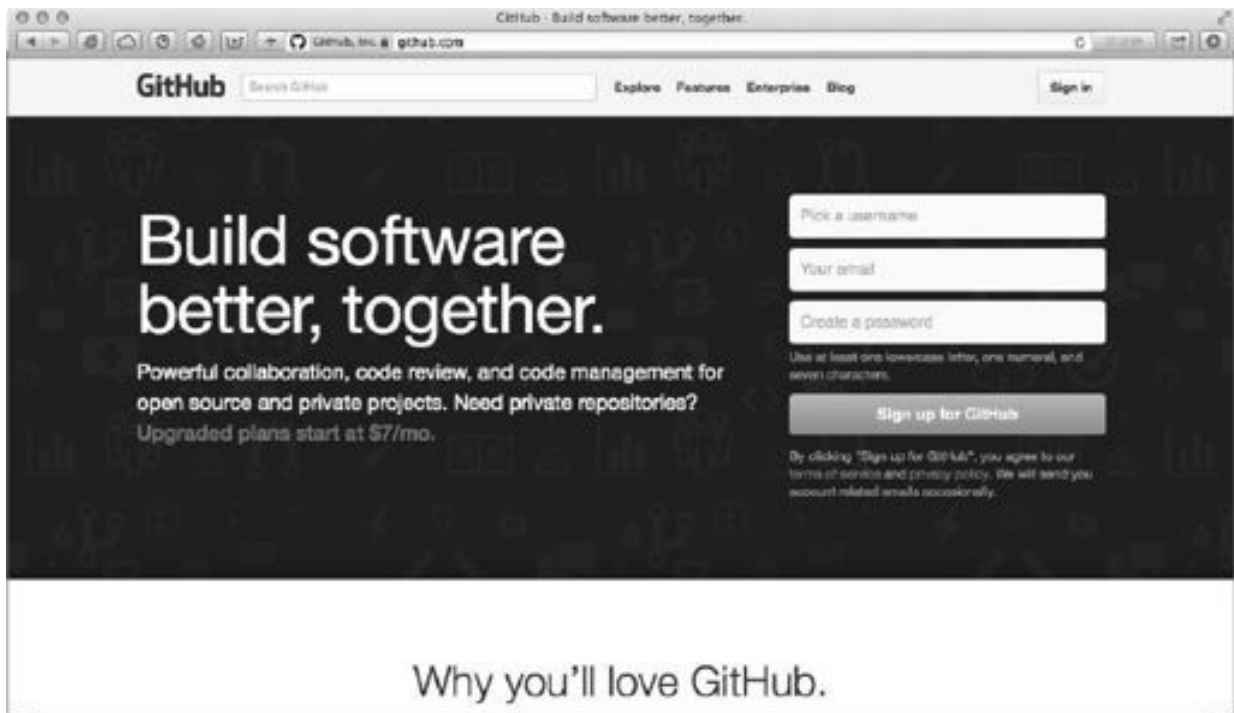 GitHub - Build software better, together.
GitHub, Inc. github.com
GitHub Search GitHub Explore Features Enterprise Blog Sign in
Build software
better, together.
Powerful collaboration, code review, and code management for
open source and private projects. Need private repositories?
Upgraded plans start at $7/mo.
Pick a username
Your email
Create a password
Use at least one lowercase letter, one numeral, and
seven characters.
Sign up for GitHub
By clicking "Sign up for GitHub", you agree to our
terms of service and privacy policy. We will send you
account related emails occasionally.
Why you'll love GitHub.